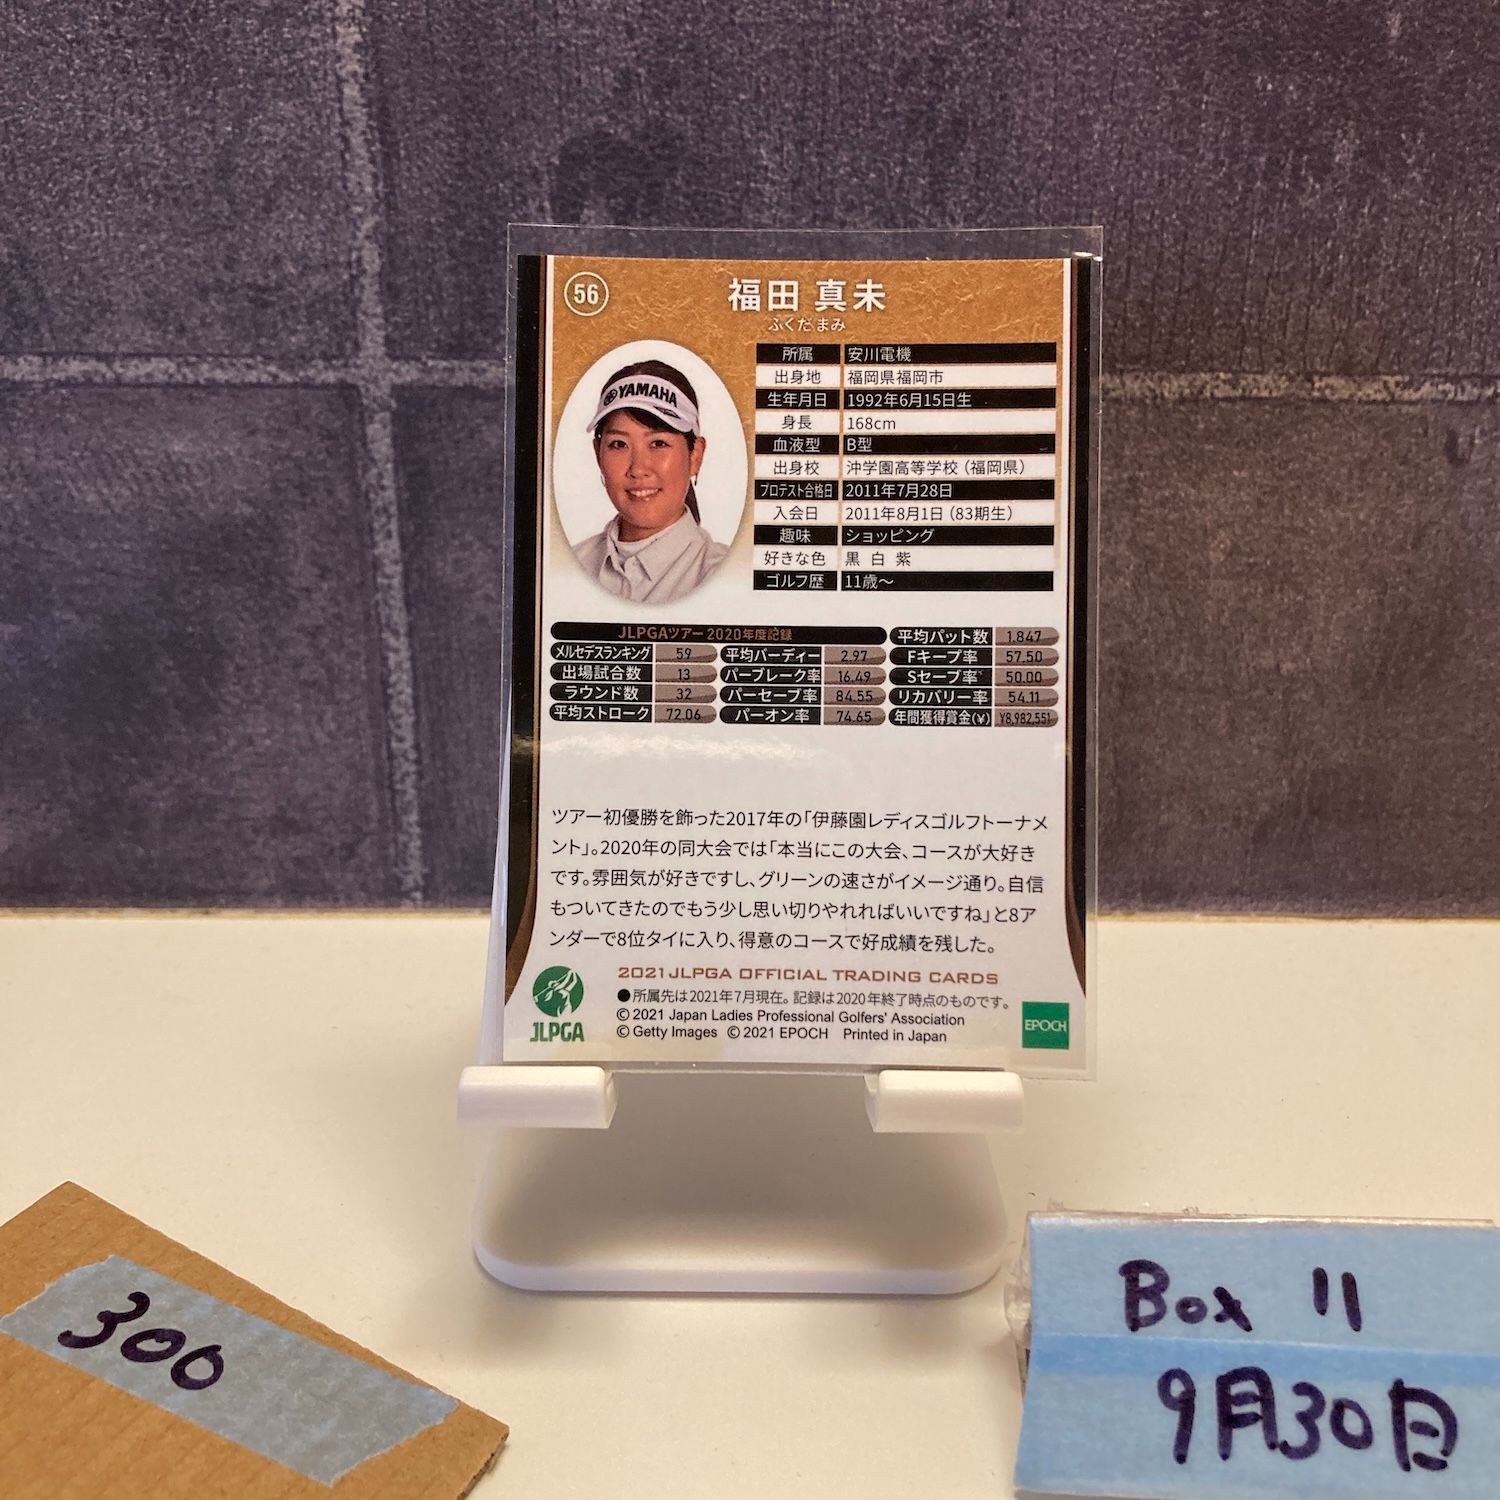 56
福田 真未
ふくだ まみ
YAMAHA
所属 安川電機
出身地 福岡県福岡市
生年月日 1992年6月15日生
身長 168cm
血液型 B型
出身校 沖学園高等学校(福岡県)
プロテスト合格日 2011年7月28日
入会日 2011年8月1日(83期生)
趣味 ショッピング
好きな色 黒 白 紫
ゴルフ歴 11歳〜
JLPGAツアー2020年度記録 平均パット数 1.847
メルセデスランキング 59 平均バーディー 2.97 Fキープ率 57.50
出場試合数 13 パーブレーク率 16.49 Sセーブ率 50.00
ラウンド数 32 パーセーブ率 84.55 リカバリー率 54.11
平均ストローク 72.06 パーオン率 74.65 年間獲得賞金(¥) ¥8,982,551
ツアー初優勝を飾った2017年の「伊藤園レディスゴルフトーナメ
ント」。2020年の同大会では「本当にこの大会、コースが大好き
です。雰囲気が好きですし、グリーンの速さがイメージ通り。自信
もついてきたのでもう少し思い切りやれればいいですね」と8ア
ンダーで8位タイに入り、得意のコースで好成績を残した。
2021 JLPGA OFFICIAL TRADING CARDS
●所属先は2021年7月現在。記録は2020年終了時点のものです。
© 2021 Japan Ladies Professional Golfers' Association
© Getty Images © 2021 EPOCH Printed in Japan
JLPGA
EPOCH
300
Box 11
9月30日